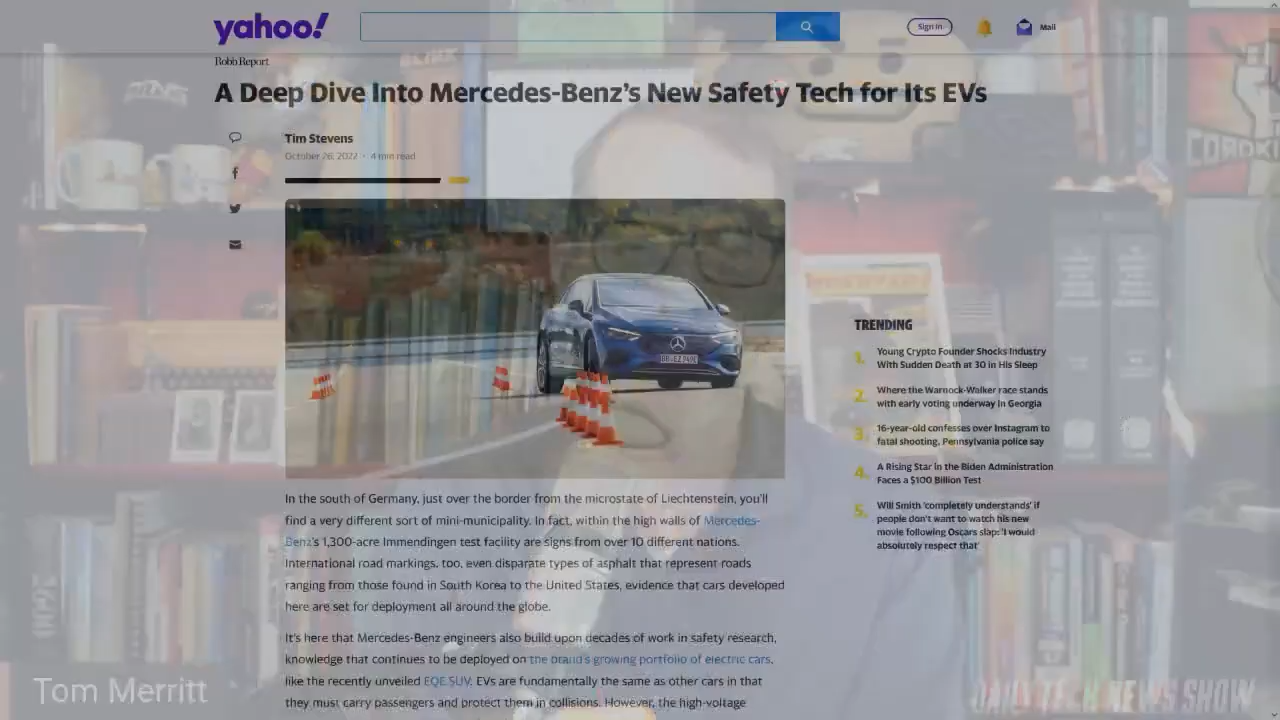 yahoo!
Sign in
Mail
Robb Report
A Deep Dive Into Mercedes-Benz's New Safety Tech for Its EVs
Tim Stevens
October 26, 2022 · 4 min read
In the south of Germany, just over the border from the microstate of Liechtenstein, you'll
find a very different sort of mini-municipality. In fact, within the high walls of Mercedes-
Benz's 1,300-acre Immendingen test facility are signs from over 10 different nations.
International road markings, too, even disparate types of asphalt that represent roads
ranging from those found in South Korea to the United States, evidence that cars developed
here are set for deployment all around the globe.
It's here that Mercedes-Benz engineers also build upon decades of work in safety research,
knowledge that continues to be deployed on the brand's growing portfolio of electric cars,
like the recently unveiled EQE SUV. EVs are fundamentally the same as other cars in that
they must carry passengers and protect them in collisions. However, the high-voltage
TRENDING
1. Young Crypto Founder Shocks Industry
With Sudden Death at 30 in His Sleep
2. Where the Warnock-Walker race stands
with early voting underway in Georgia
3. 16-year-old confesses over Instagram to
fatal shooting, Pennsylvania police say
4. A Rising Star in the Biden Administration
Faces a $100 Billion Test
5. Will Smith 'completely understands' if
people don't want to watch his new
movie following Oscars slap: 'I would
absolutely respect that'
Tom Merritt
DAILY TECH NEWS SHOW